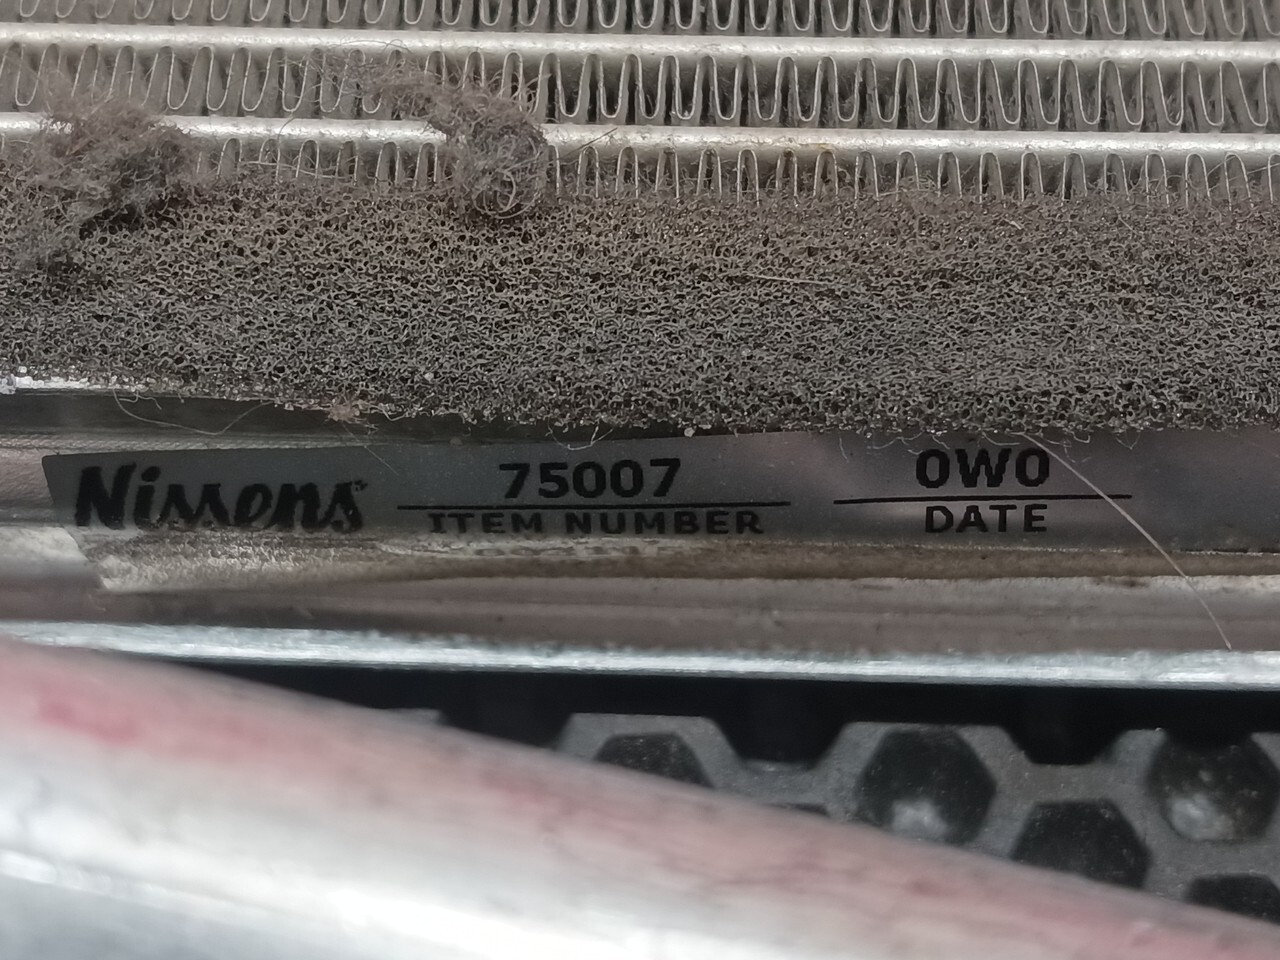 Nissens
75007
ITEM NUMBER
0W0
DATE